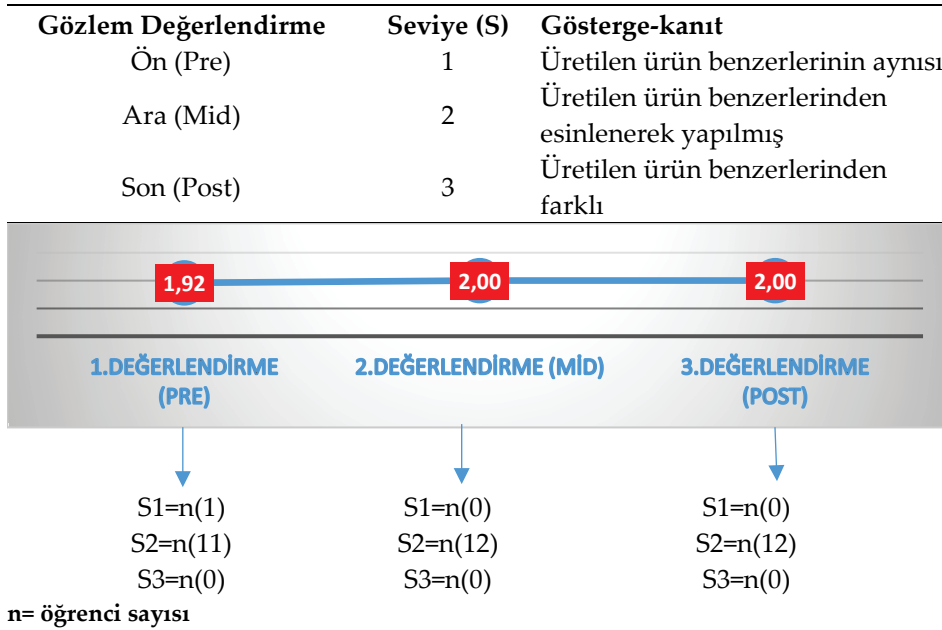 Gözlem Değerlendirme Seviye (S) Gösterge-kanıt
Ön (Pre) 1 Üretilen ürün benzerlerinin aynısı
Ara (Mid) 2 Üretilen ürün benzerlerinden
esinlenerek yapılmış
Son (Post) 3 Üretilen ürün benzerlerinden
farklı
1,92 2,00 2,00
1.DEĞERLENDİRME 2.DEĞERLENDİRME (MİD) 3.DEĞERLENDİRME
(PRE) (POST)
S1=n(1) S1=n(0) S1=n(0)
S2=n(11) S2=n(12) S2=n(12)
S3=n(0) S3=n(0) S3=n(0)
n= öğrenci sayısı